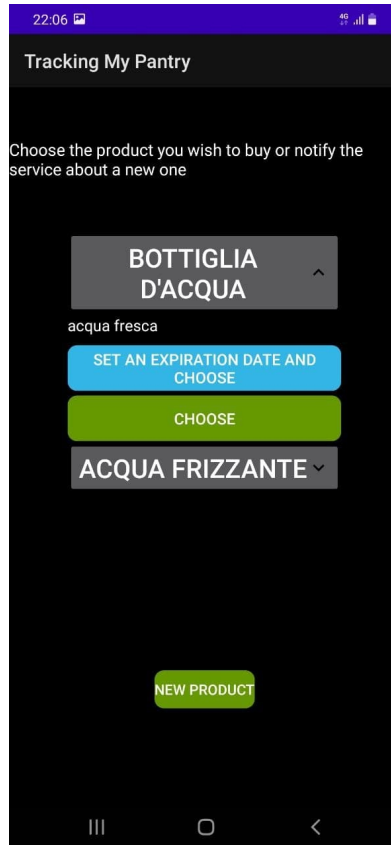 22:06
4G
Tracking My Pantry
Choose the product you wish to buy or notify the
service about a new one
BOTTIGLIA
D'ACQUA
acqua fresca
SET AN EXPIRATION DATE AND
CHOOSE
CHOOSE
ACQUA FRIZZANTE
NEW PRODUCT